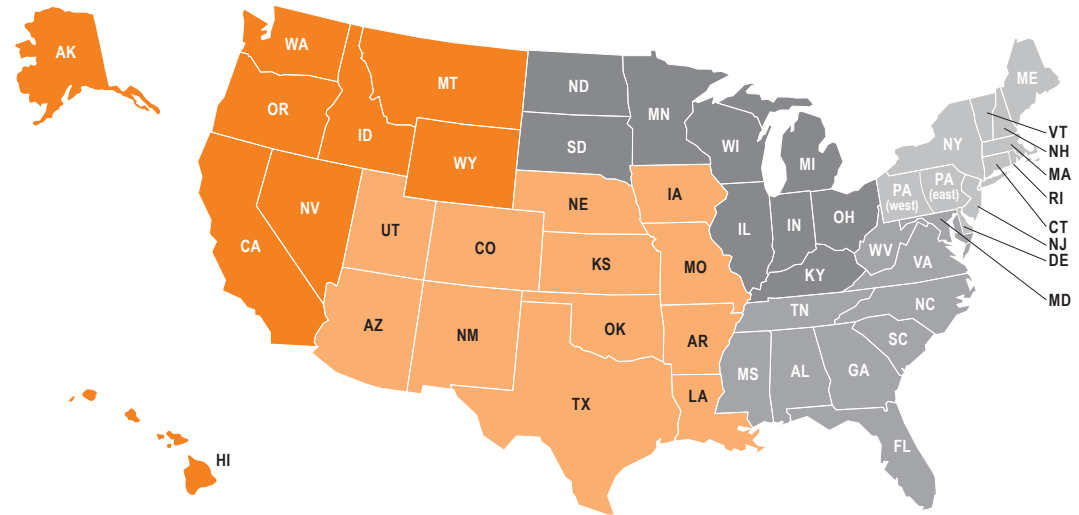 AK
WA
OR
ID
MT
WY
NV
CA
HI
UT
CO
AZ
NM
NE
KS
OK
TX
IA
MO
AR
LA
ND
SD
MN
WI
MI
IL
IN
OH
KY
TN
MS
AL
GA
FL
SC
NC
VA
WV
PA
(west)
PA
(east)
NY
ME
VT
NH
MA
RI
CT
NJ
DE
MD